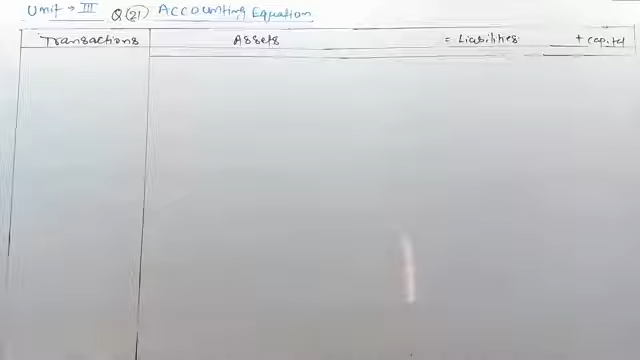 Unit → III Q (21) Accounting Equation
Transactions Assets = Liabilities + capital